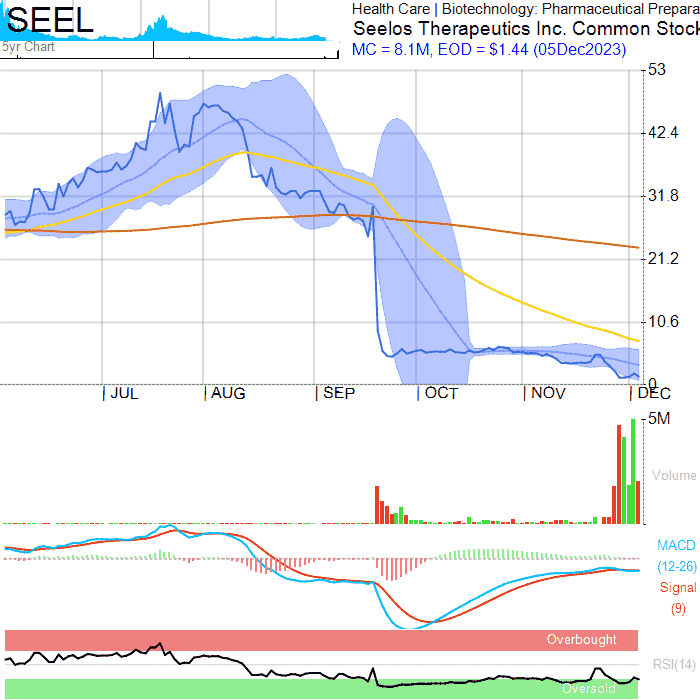 SEEL
5yr Chart
Health Care | Biotechnology: Pharmaceutical Prepara
Seelos Therapeutics Inc. Common Stock
MC = 8.1M, EOD = $1.44 (05Dec2023)
53
42.4
31.8
21.2
10.6
0
JUL AUG SEP OCT NOV DEC
5M
Volume
MACD
(12-26)
Signal
(9)
Overbought
RSI(14)
Oversold